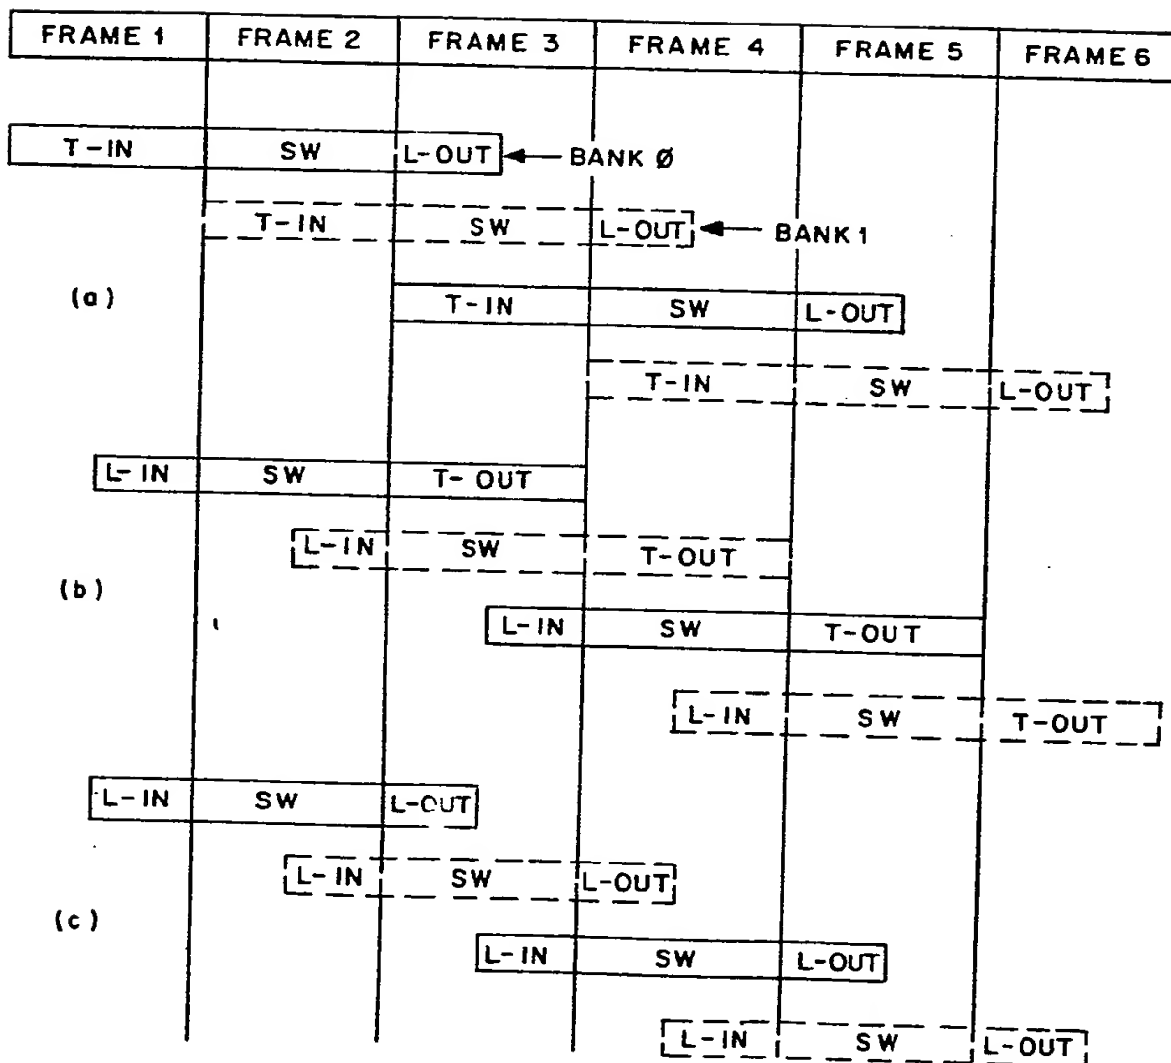 FRAME 1 FRAME 2 FRAME 3 FRAME 4 FRAME 5 FRAME 6
T-IN SW L-OUT BANK Ø
T-IN SW L-OUT BANK 1
(a)
T-IN SW L-OUT
T-IN SW L-OUT
L-IN SW T-OUT
L-IN SW T-OUT
(b)
L-IN SW T-OUT
L-IN SW T-OUT
L-IN SW L-OUT
L-IN SW L-OUT
(c)
L-IN SW L-OUT
L-IN SW L-OUT